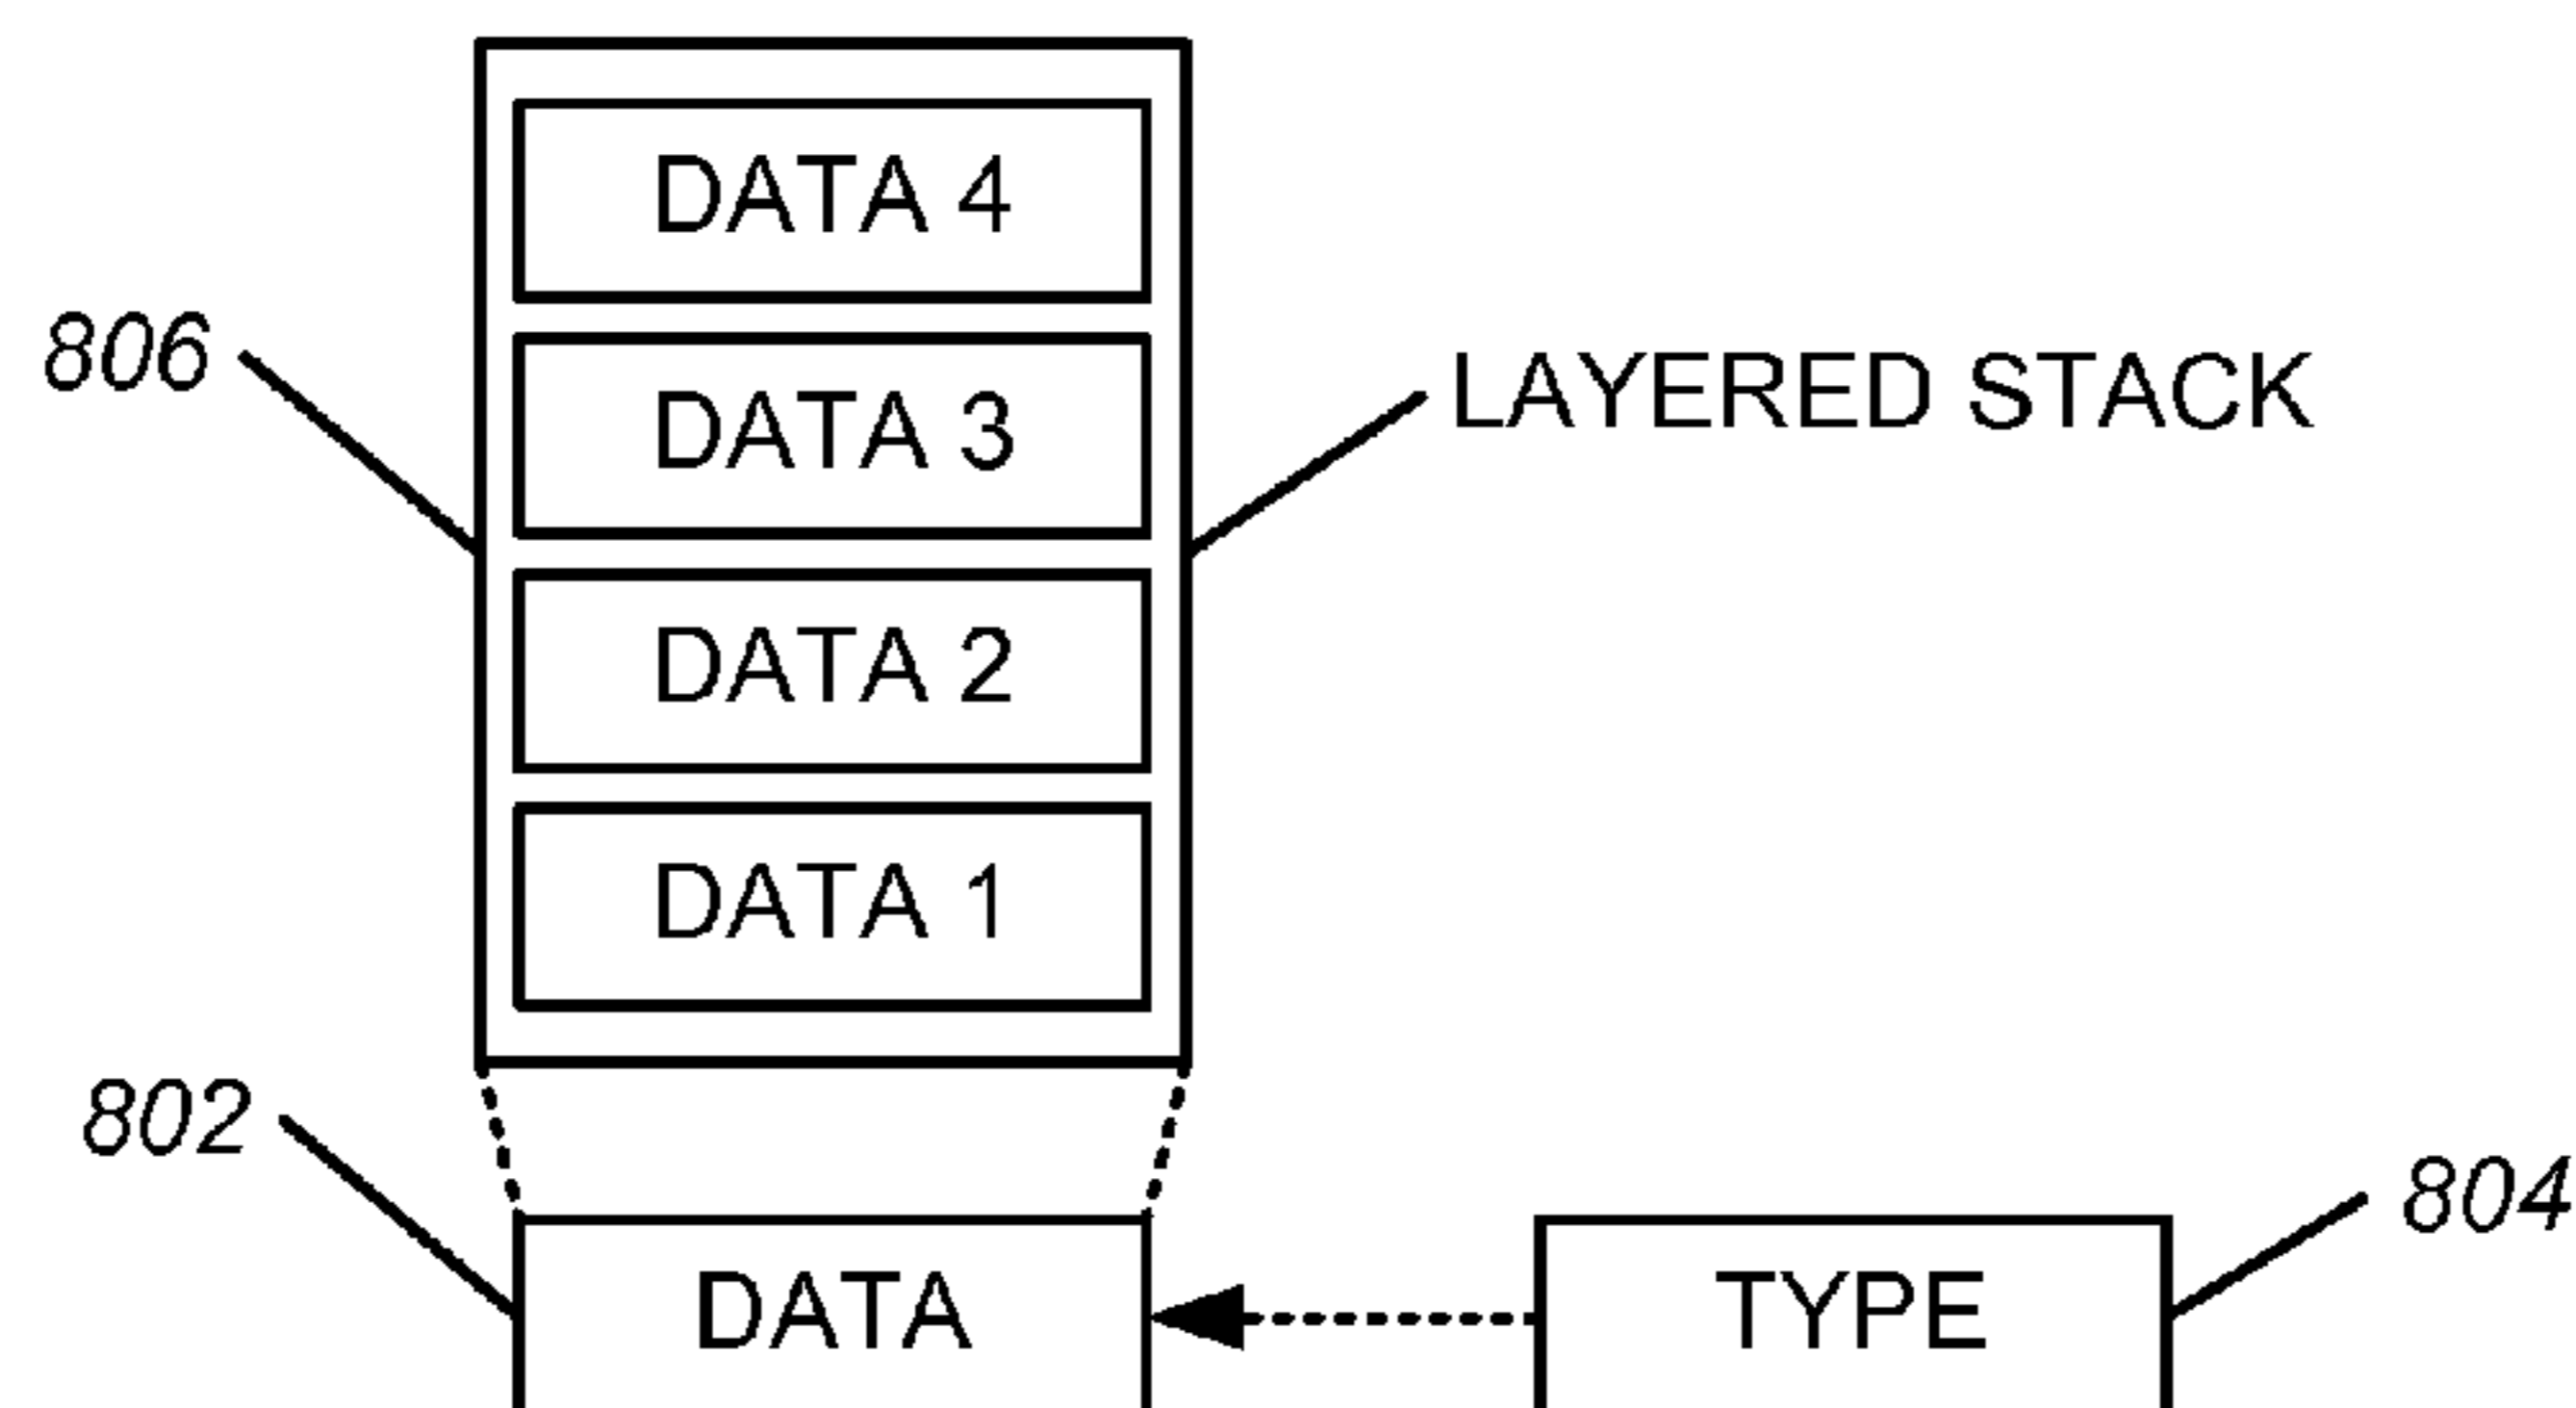 DATA 4
806
DATA 3
LAYERED STACK
DATA 2
DATA 1
802
804
DATA
TYPE